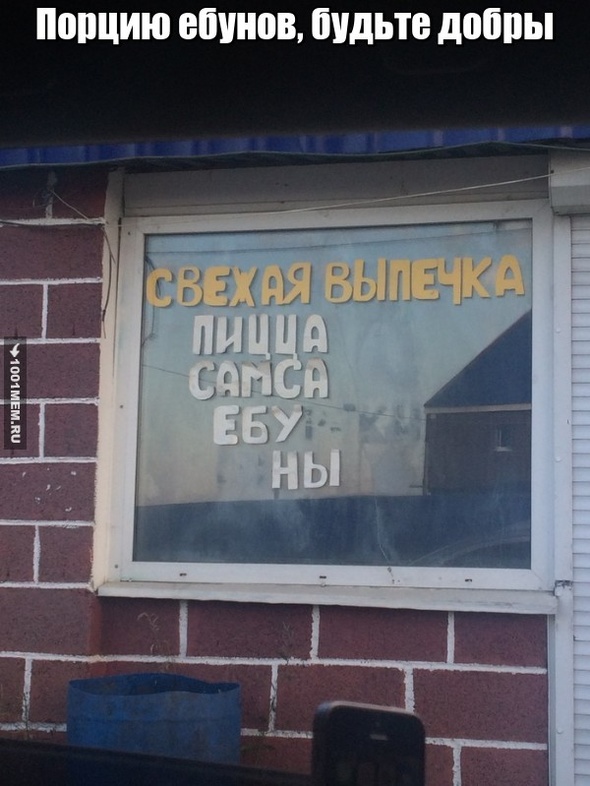 Порцию ебунов, будьте добры
СВЕХАЯ ВЫПЕЧКА
ПИЦЦА
САМСА
ЕБУ
НЫ
1001MEM.RU